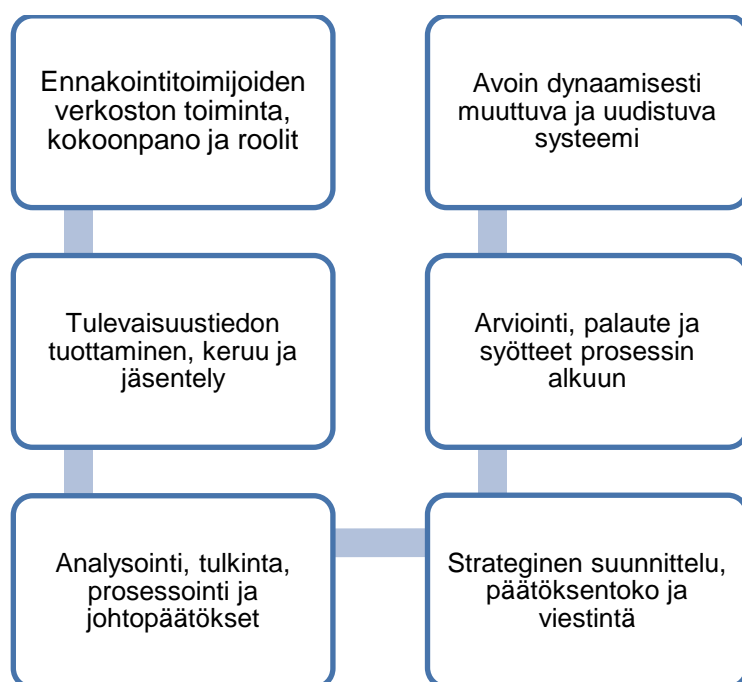 Ennakointitoimijoiden
verkoston toiminta,
kokoonpano ja roolit
Tulevaisuustiedon
tuottaminen, keruu ja
jäsentely
Analysointi, tulkinta,
prosessointi ja
johtopäätökset
Strateginen suunnittelu,
päätöksentoko ja
viestintä
Arviointi, palaute ja
syötteet prosessin
alkuun
Avoin dynaamisesti
muuttuva ja uudistuva
systeemi